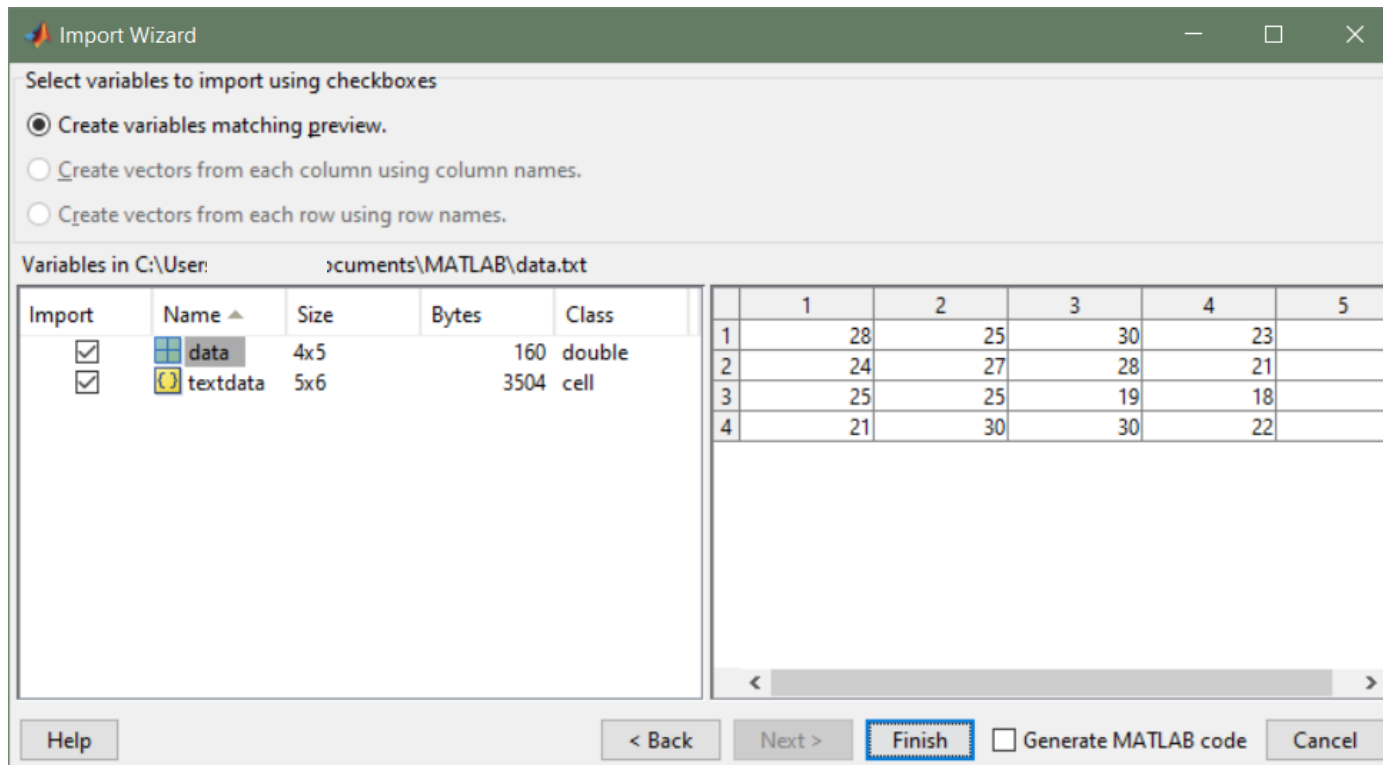 Import Wizard
Select variables to import using checkboxes
Create variables matching preview.
Create vectors from each column using column names.
Create vectors from each row using row names.
Variables in C:\User: ocuments\MATLAB\data.txt
Import Name Size Bytes Class
data 4x5 160 double
textdata 5x6 3504 cell
1 2 3 4 5
1 28 25 30 23
2 24 27 28 21
3 25 25 19 18
4 21 30 30 22
Help < Back Next > Finish Generate MATLAB code Cancel